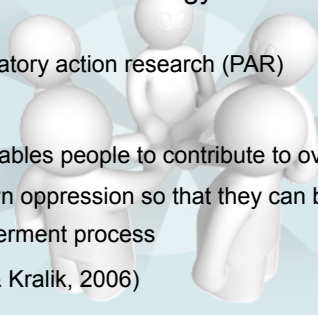 atory action research (PAR)
ables people to contribute to ov
n oppression so that they can b
erment process
Kralik, 2006)